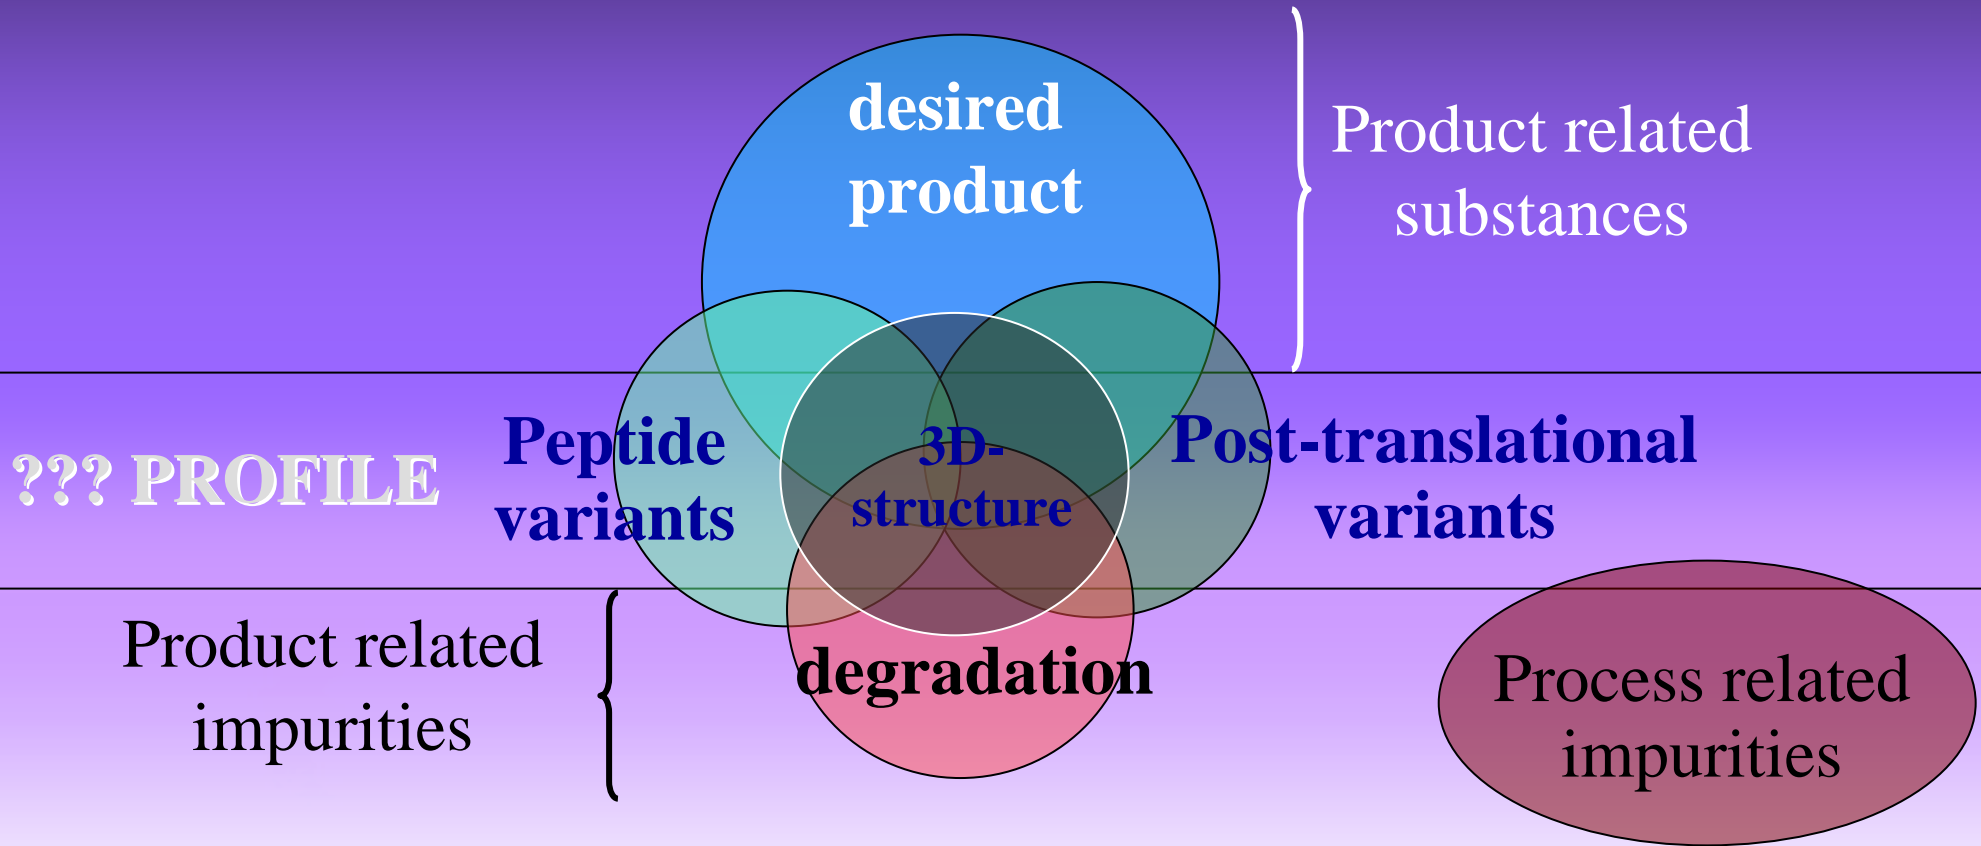 desired
product
Product related
substances
??? PROFILE
Peptide
variants
3D-
structure
Post-translational
variants
Product related
impurities
degradation
Process related
impurities